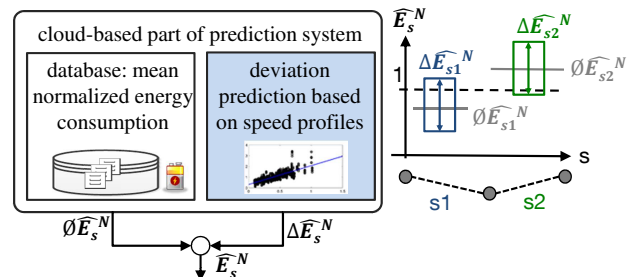 cloud-based part of prediction system
database: mean
normalized energy
consumption
deviation
prediction based
on speed profiles
ØÊ_s^N
ΔÊ_s^N
Ê_s^N
Ê_s^N
1
ΔÊ_s1^N
ØÊ_s1^N
ΔÊ_s2^N
ØÊ_s2^N
s
s1
s2